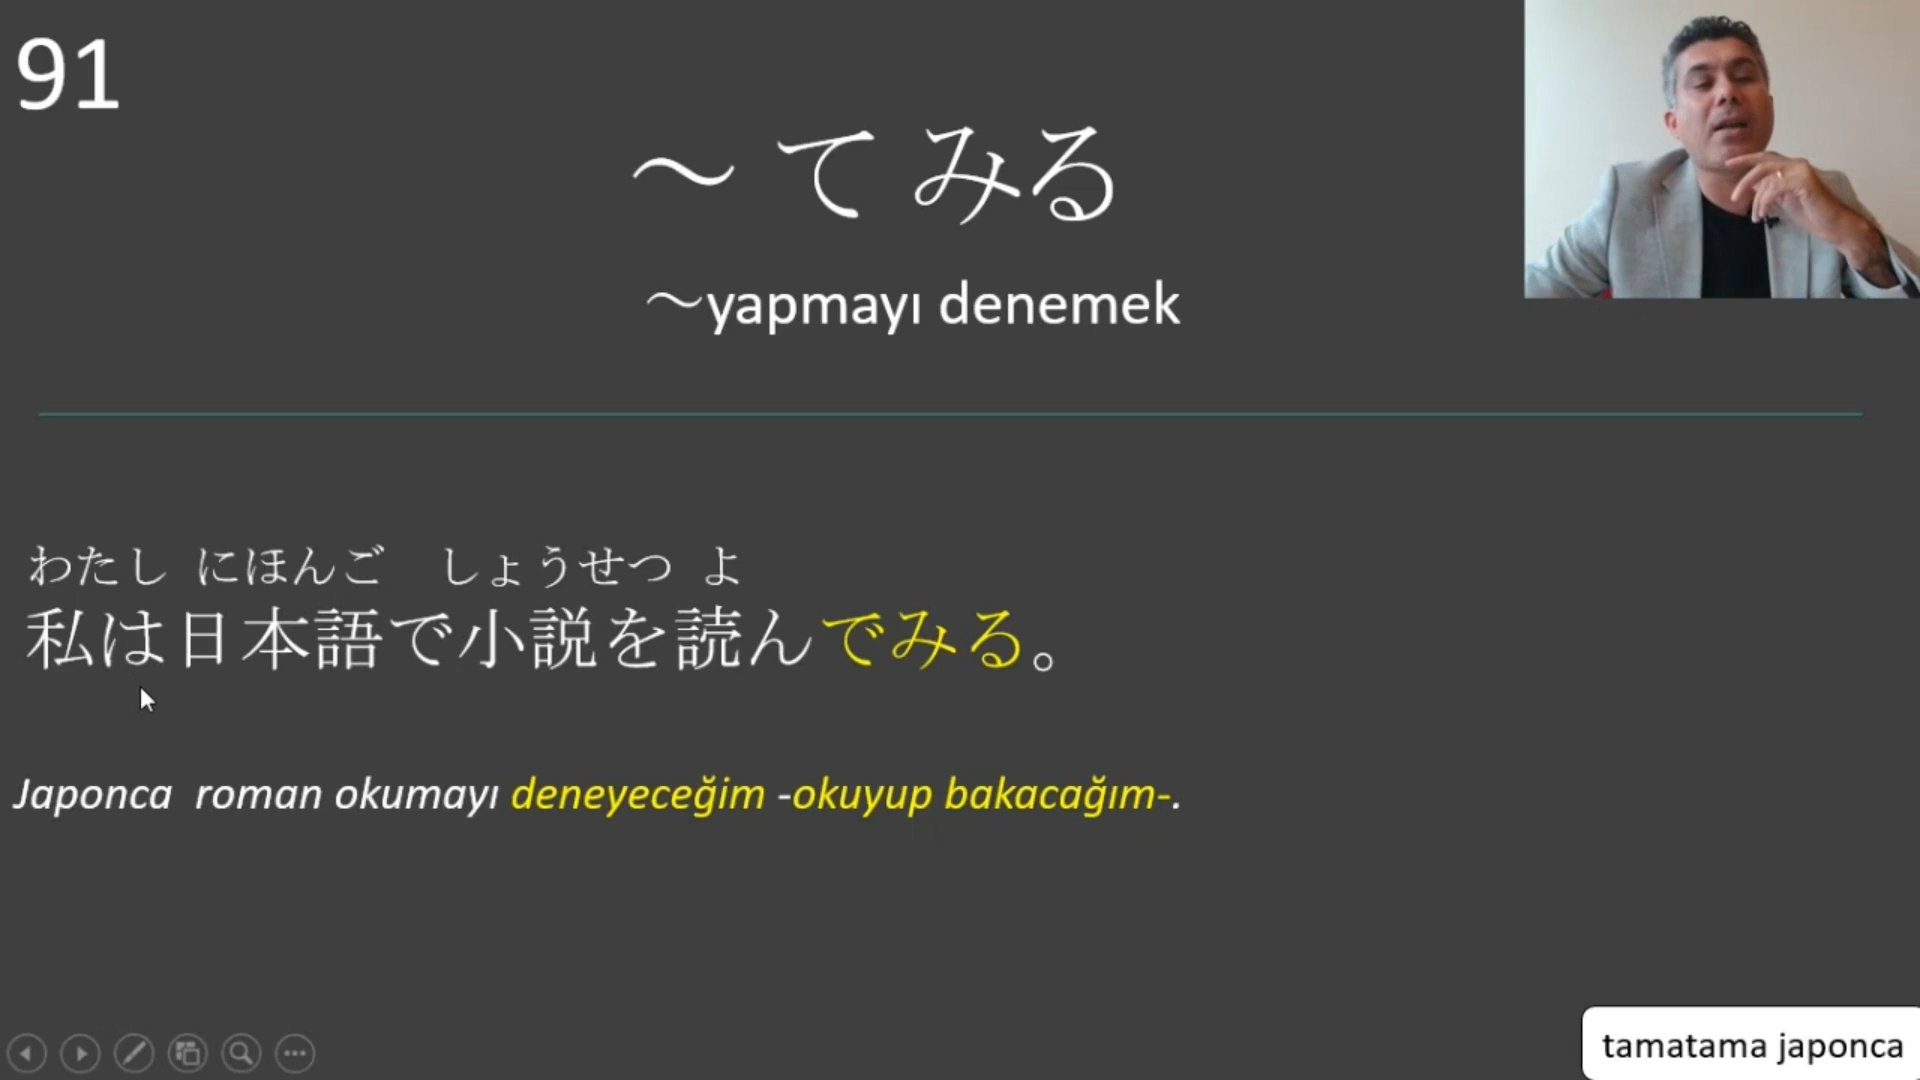 91
～ て みる
～yapmayı denemek
わたし にほんご しょうせつ よ
私は日本語で小説を読んでみる。
Japonca roman okumayı deneyeceğim -okuyup bakacağım-.
tamatama japonca